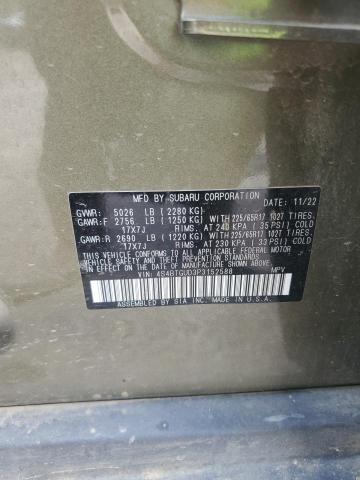 MFD. BY SUBARU CORPORATION DATE: 11/22
GVWR: 5026 LB (2280 KG)
GAWR:F 2756 LB (1250 KG) WITH 225/65R17 102T TIRES,
17X7J RIMS, AT 240 KPA (35 PSI) COLD
GAWR:R 2690 LB (1220 KG) WITH 225/65R17 102T TIRES,
17X7J RIMS, AT 230 KPA (33 PSI) COLD
THIS VEHICLE CONFORMS TO ALL APPLICABLE
FEDERAL MOTOR VEHICLE SAFETY, BUMPER, AND
THEFT PREVENTION STANDARDS IN EFFECT ON THE
DATE OF MANUFACTURE SHOWN ABOVE.
VIN: 4S4BTGUD3P3152588 MPV
ASSEMBLED BY SIA, INC. MADE IN U.S.A.